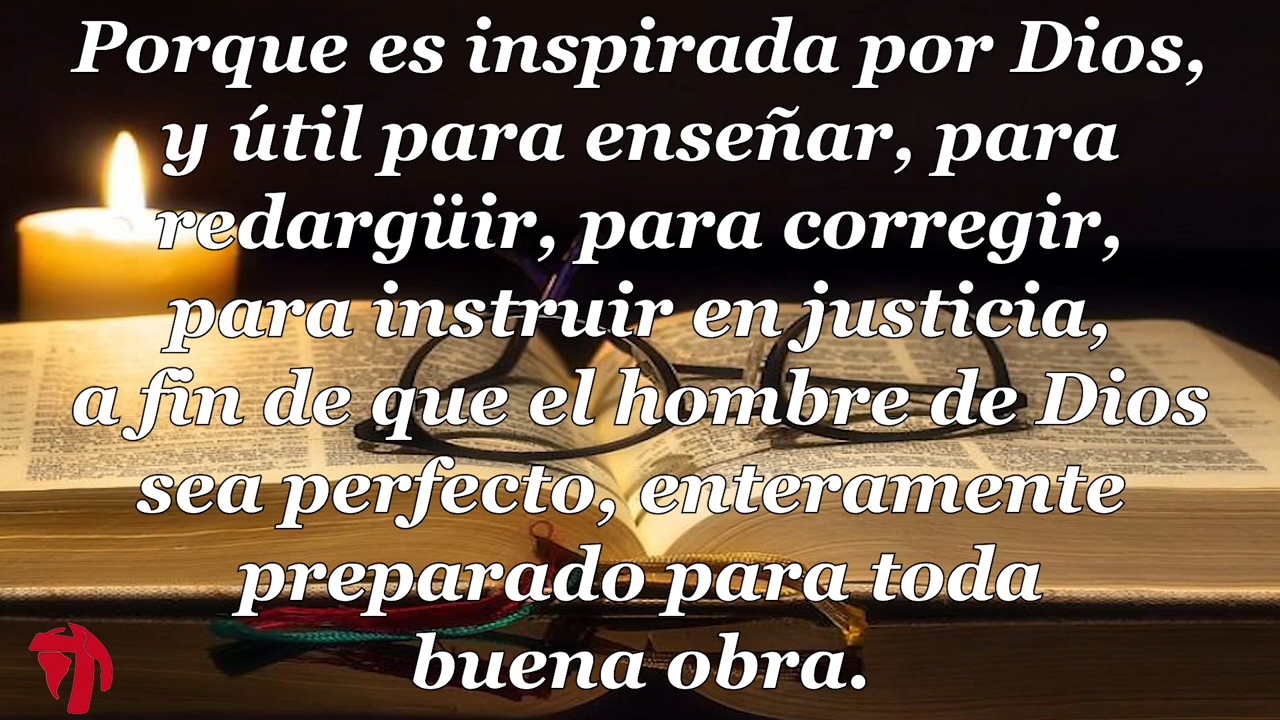 Porque es inspirada por Dios,
y útil para enseñar, para
redargüir, para corregir,
para instruir en justicia,
a fin de que el hombre de Dios
sea perfecto, enteramente
preparado para toda
buena obra.